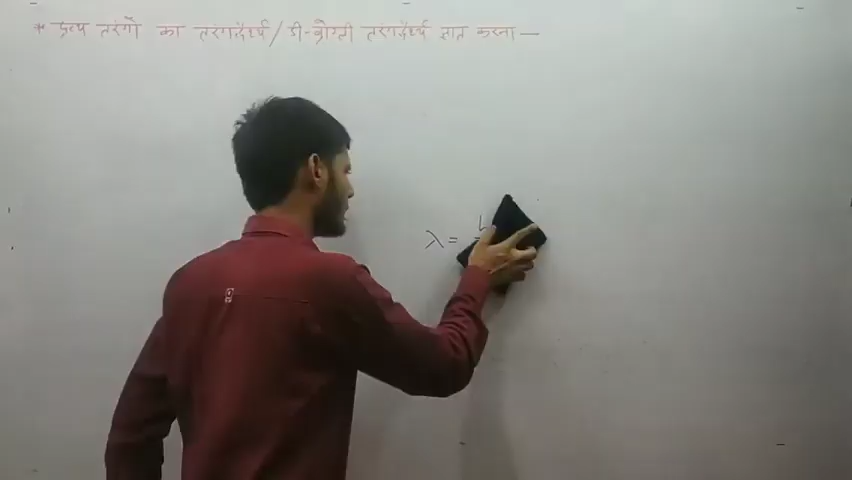 * द्रव्य तरंगों का तरंगदैर्ध्य / डी-ब्रोग्ली तरंगदैर्ध्य ज्ञात करना —
λ =